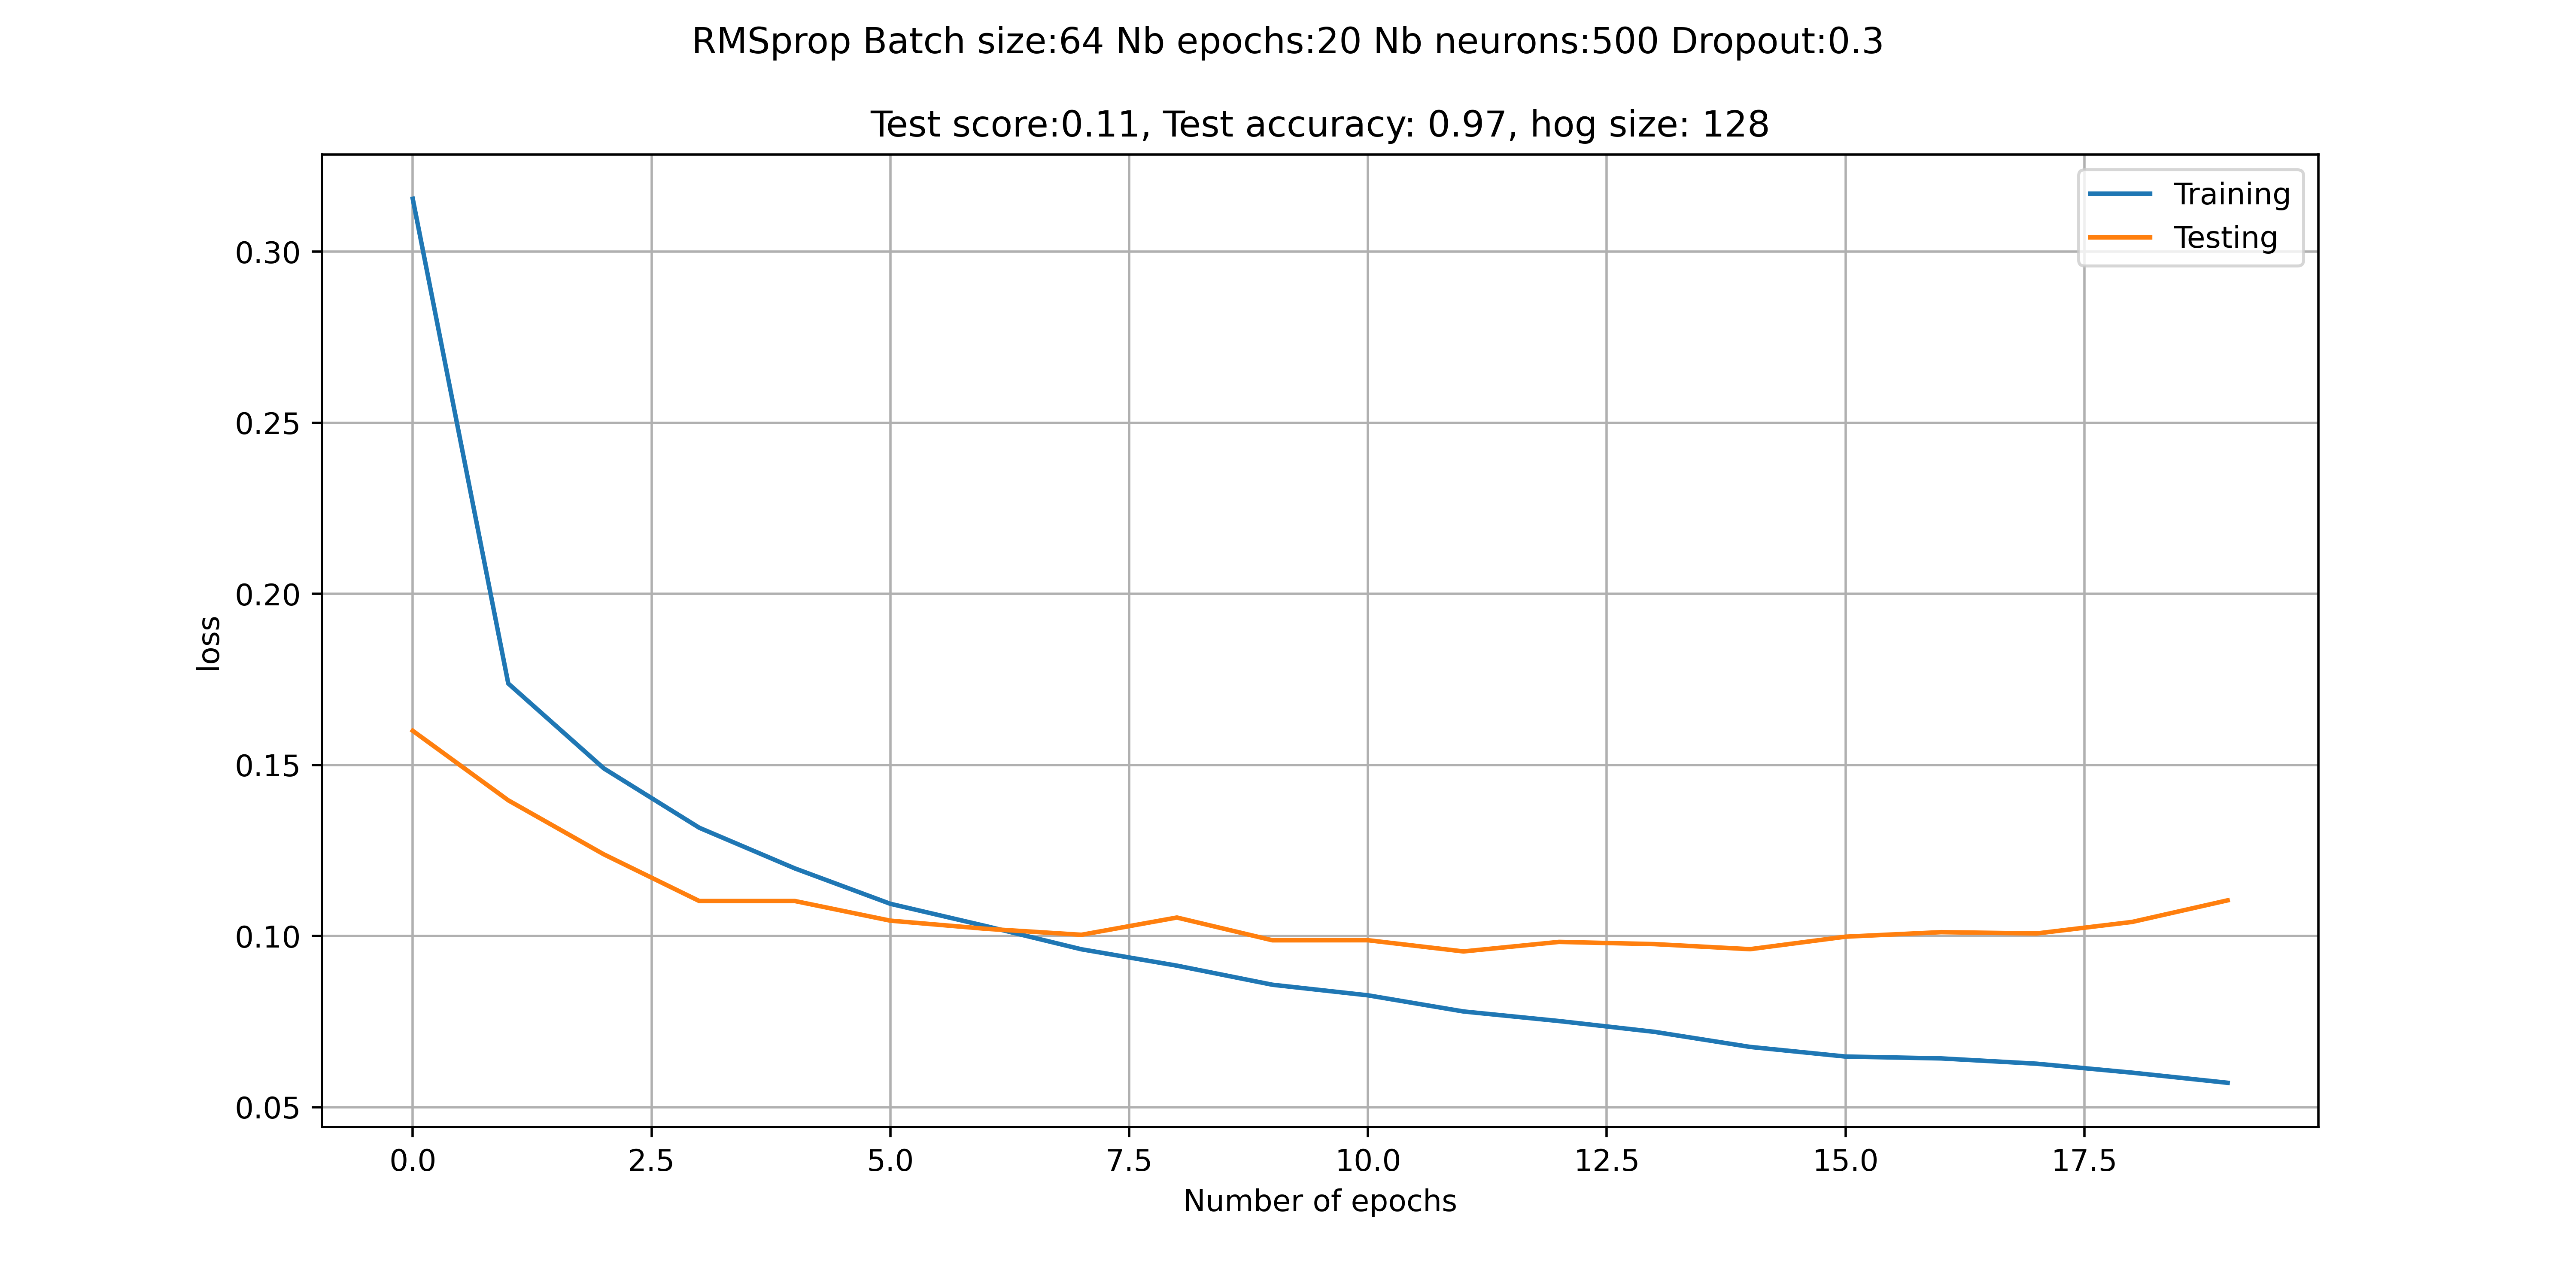 RMSprop Batch size:64 Nb epochs:20 Nb neurons:500 Dropout:0.3
Test score:0.11, Test accuracy: 0.97, hog size: 128
Training
Testing
0.30
0.25
0.20
0.15
0.10
0.05
loss
0.0 2.5 5.0 7.5 10.0 12.5 15.0 17.5
Number of epochs